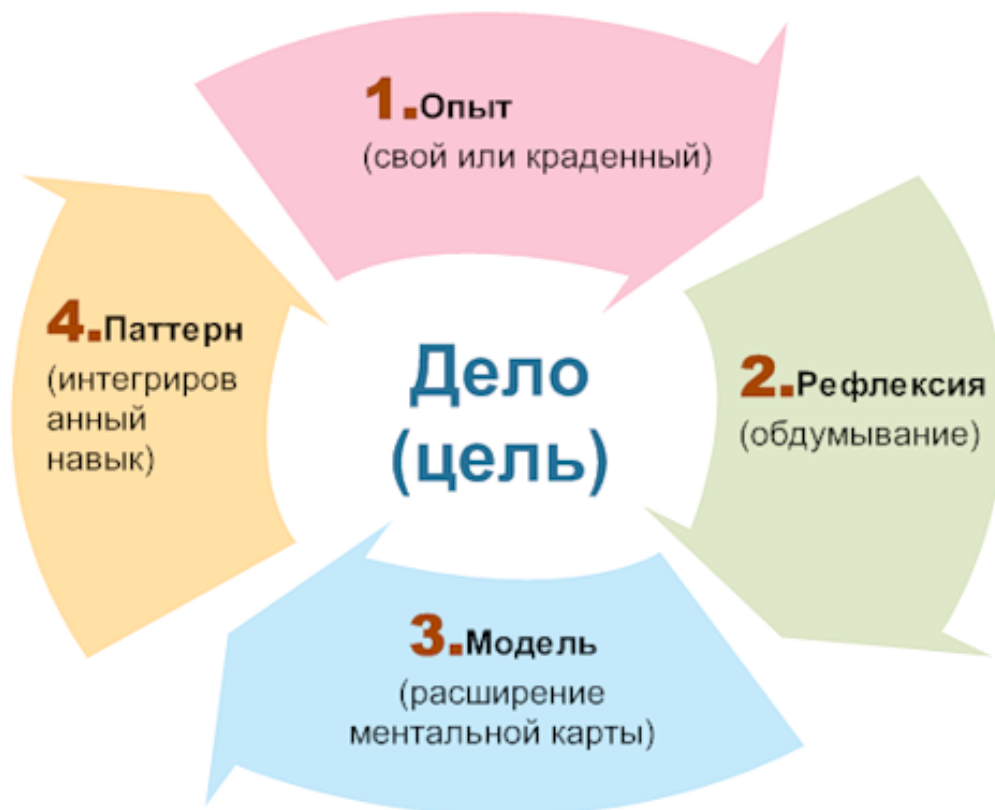 1.Опыт
(свой или краденный)
2.Рефлексия
(обдумывание)
3.Модель
(расширение
ментальной карты)
4.Паттерн
(интегриров
анный
навык)
Дело
(цель)